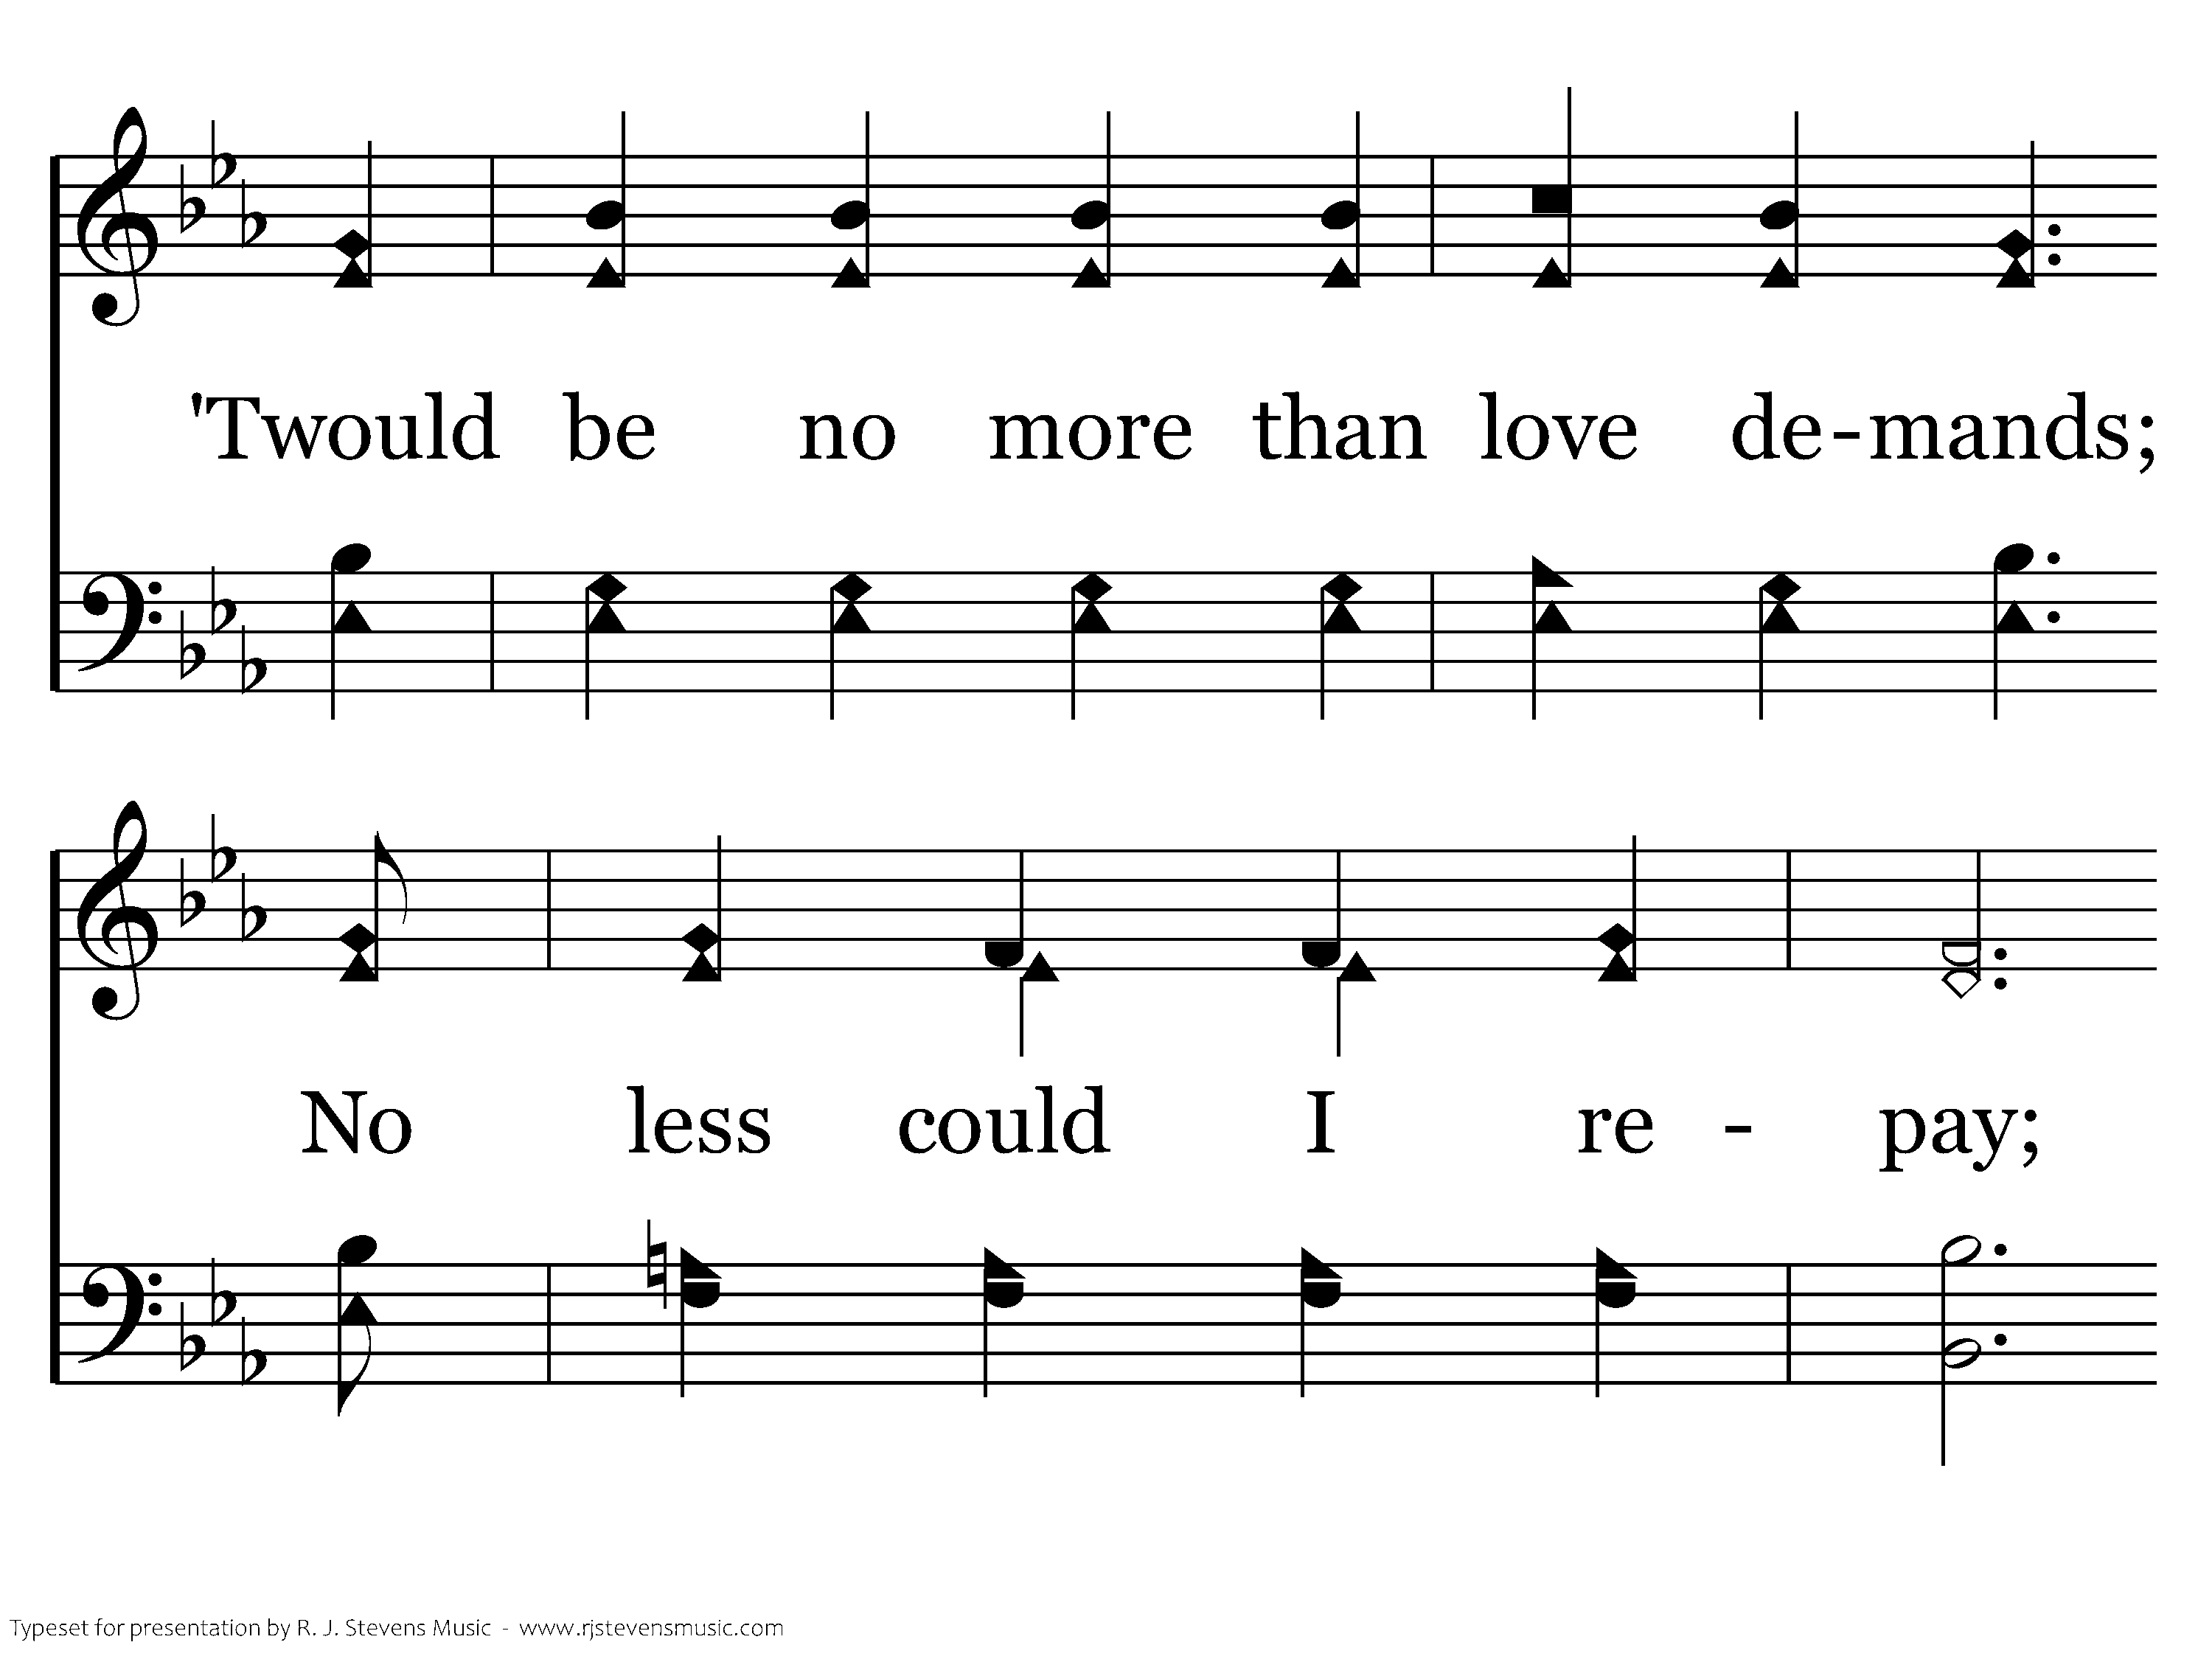 'Twould be no more than love de-mands;
No less could I re - pay;
Typeset for presentation by R. J. Stevens Music - www.rjstevensmusic.com